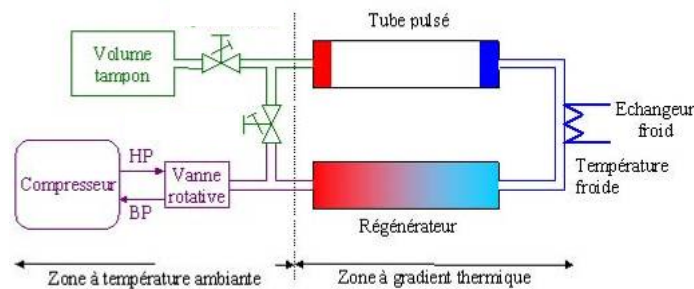 Tube pulsé
Volume
tampon
Echangeur
froid
Température
froide
Compresseur
HP
BP
Vanne
rotative
Régénérateur
Zone à température ambiante
Zone à gradient thermique